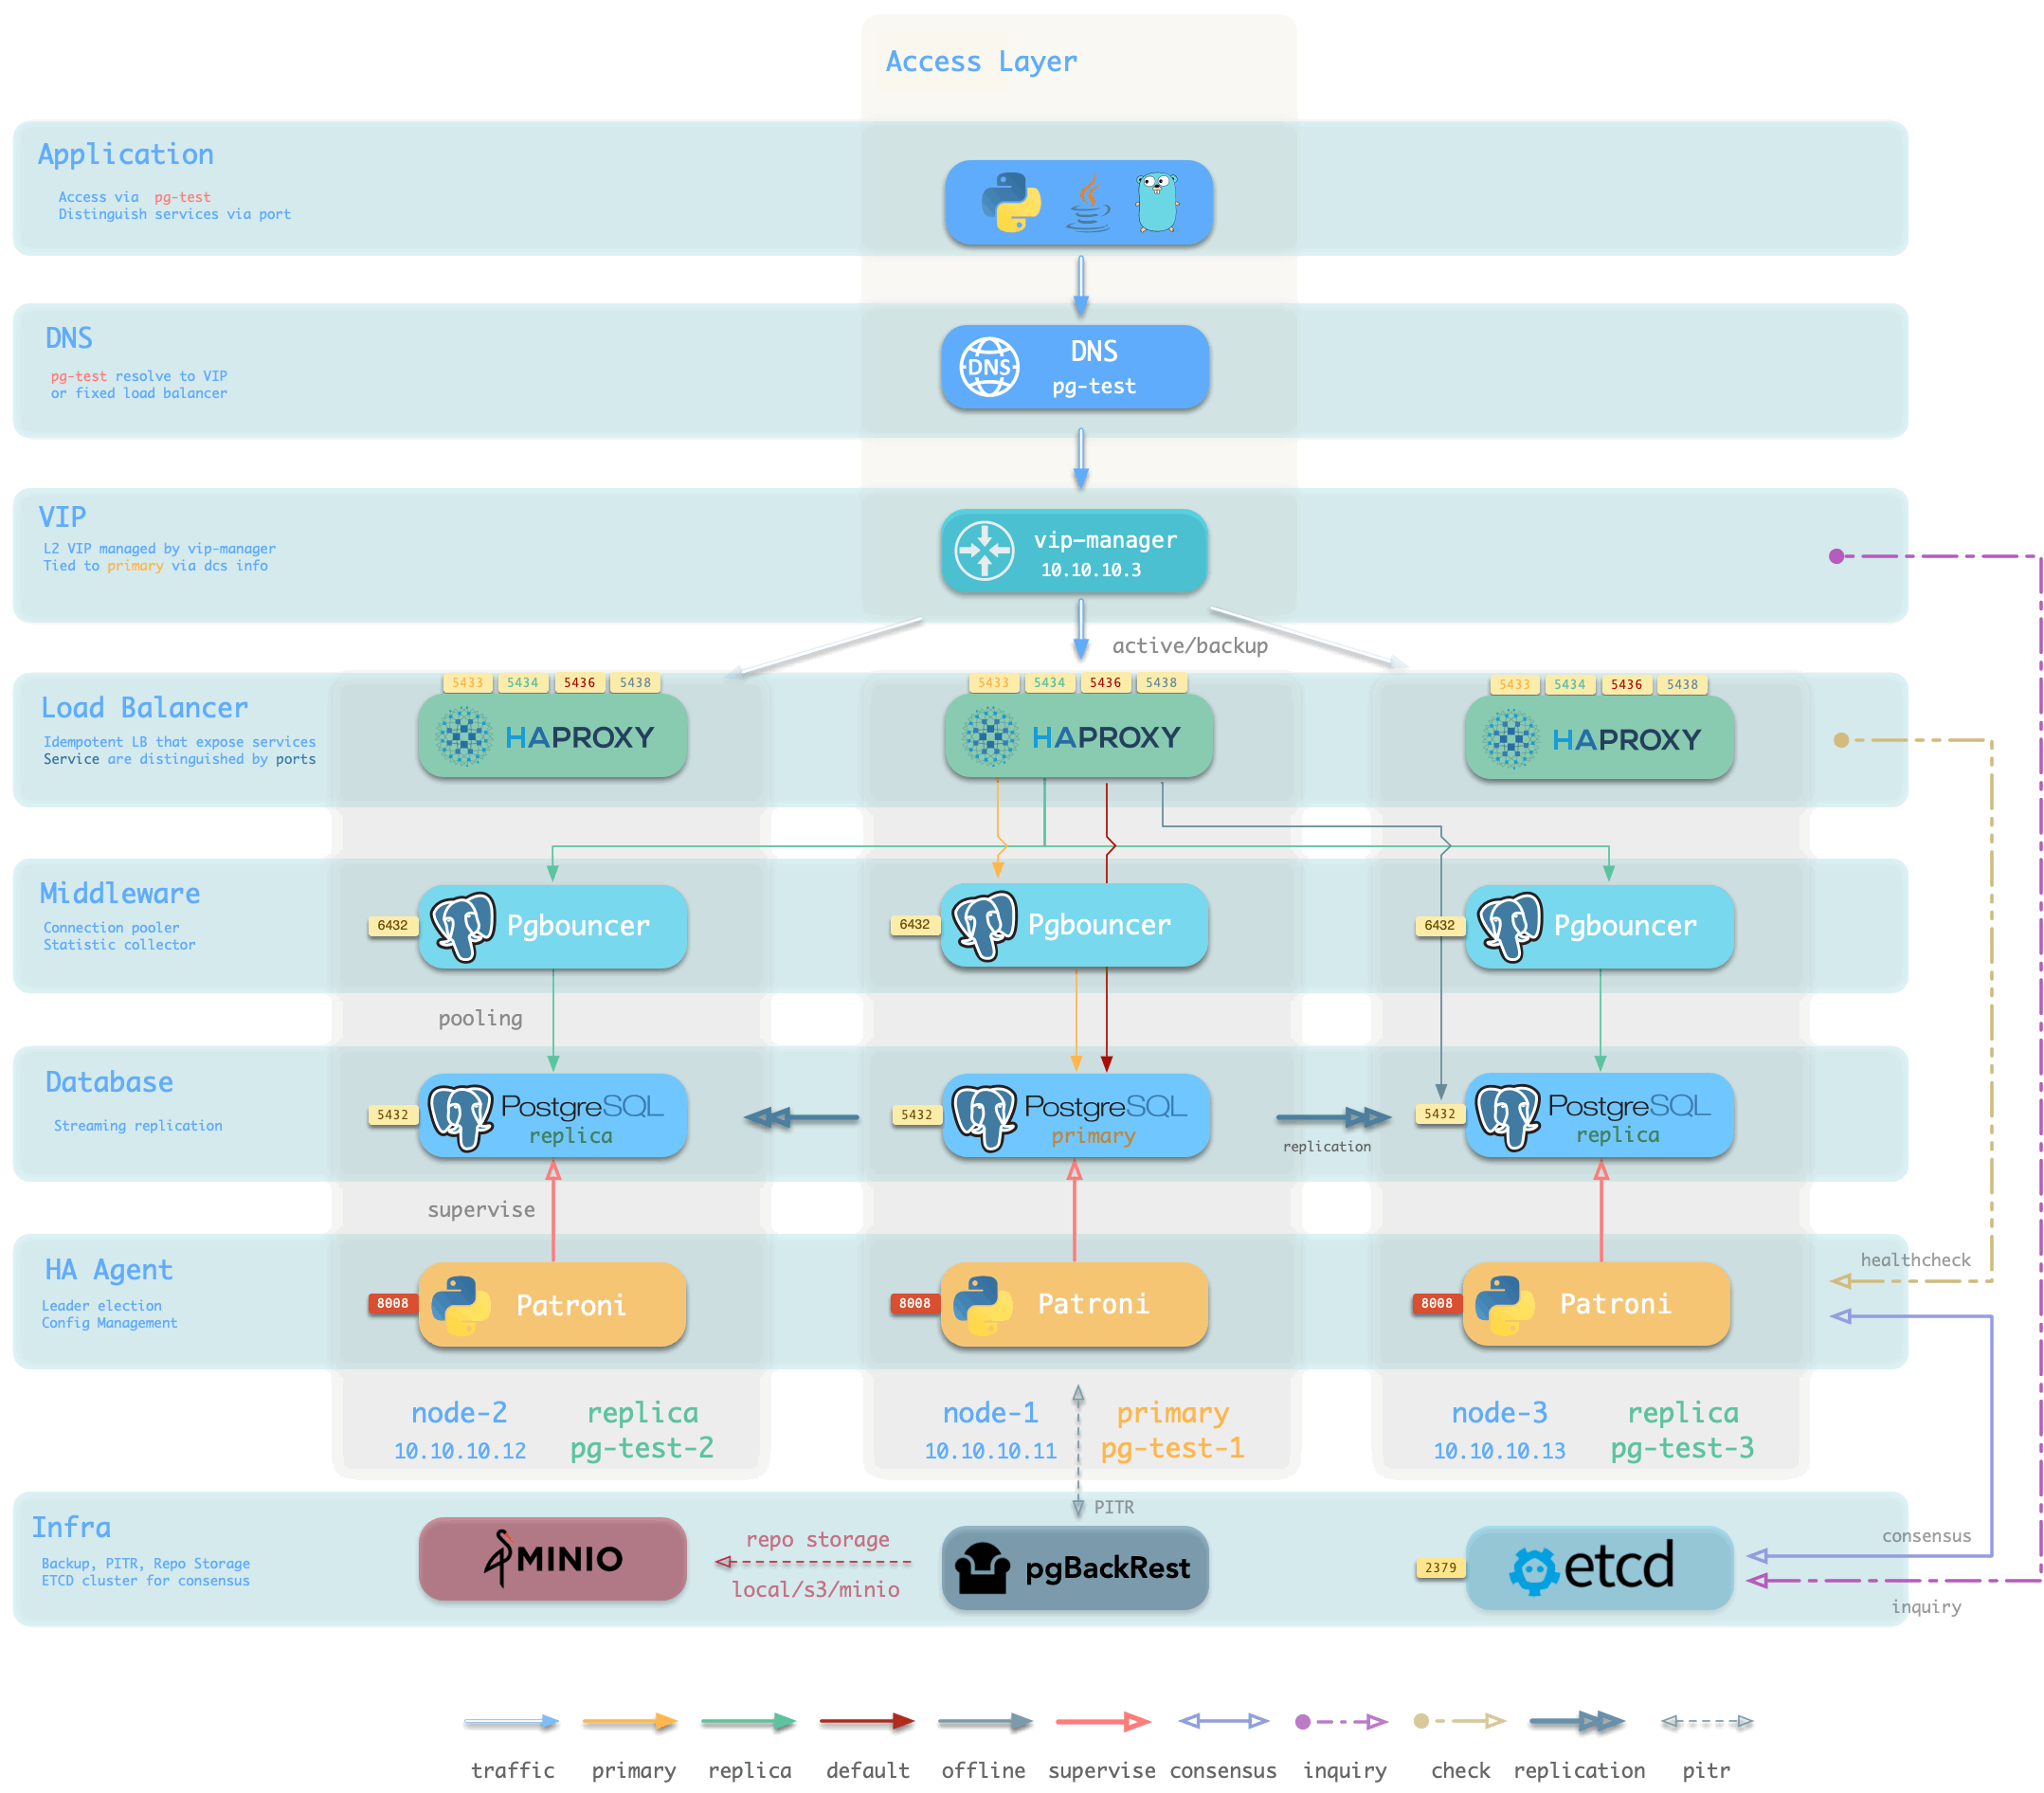 Access Layer
Application
Access via pg-test
Distinguish services via port
DNS
pg-test resolve to VIP
or fixed load balancer
DNS
DNS
pg-test
VIP
L2 VIP managed by vip-manager
Tied to primary via dcs info
vip-manager
10.10.10.3
active/backup
Load Balancer
Idempotent LB that expose services
Service are distinguished by ports
5433 5434 5436 5438
HAPROXY
5433 5434 5436 5438
HAPROXY
5433 5434 5436 5438
HAPROXY
Middleware
Connection pooler
Statistic collector
6432
Pgbouncer
6432
Pgbouncer
6432
Pgbouncer
pooling
Database
Streaming replication
5432
PostgreSQL
replica
5432
PostgreSQL
primary
replication
5432
PostgreSQL
replica
supervise
HA Agent
Leader election
Config Management
8008
Patroni
8008
Patroni
8008
Patroni
healthcheck
node-2 replica
10.10.10.12 pg-test-2
node-1 primary
10.10.10.11 pg-test-1
node-3 replica
10.10.10.13 pg-test-3
PITR
Infra
Backup, PITR, Repo Storage
ETCD cluster for consensus
MINIO
repo storage
local/s3/minio
pgBackRest
2379
etcd
consensus
inquiry
traffic primary replica default offline supervise consensus inquiry check replication pitr